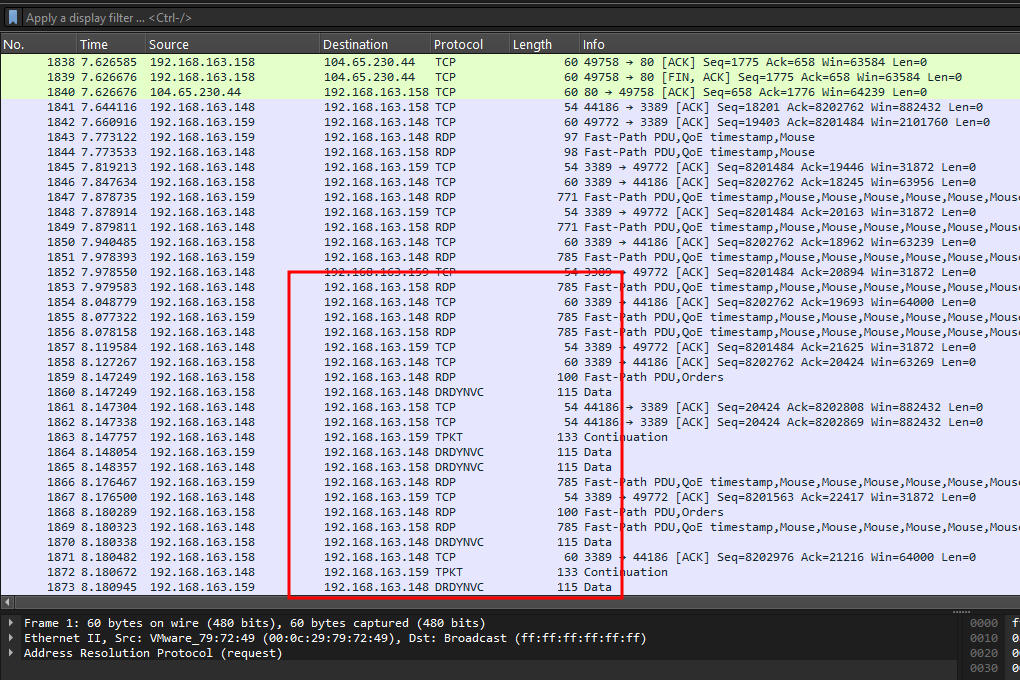 Apply a display filter ... <Ctrl-/>
No. Time Source Destination Protocol Length Info
1838 7.626585 192.168.163.158 104.65.230.44 TCP 60 49758 → 80 [ACK] Seq=1775 Ack=658 Win=63584 Len=0
1839 7.626676 192.168.163.158 104.65.230.44 TCP 60 49758 → 80 [FIN, ACK] Seq=1775 Ack=658 Win=63584 Len=0
1840 7.626676 104.65.230.44 192.168.163.158 TCP 60 80 → 49758 [ACK] Seq=658 Ack=1776 Win=64239 Len=0
1841 7.644116 192.168.163.148 192.168.163.158 TCP 54 44186 → 3389 [ACK] Seq=18201 Ack=8202762 Win=882432 Len=0
1842 7.660916 192.168.163.159 192.168.163.148 TCP 60 49772 → 3389 [ACK] Seq=19403 Ack=8201484 Win=2101760 Len=0
1843 7.773122 192.168.163.159 192.168.163.148 RDP 97 Fast-Path PDU,QoE timestamp,Mouse
1844 7.773533 192.168.163.148 192.168.163.158 RDP 98 Fast-Path PDU,QoE timestamp,Mouse
1845 7.819213 192.168.163.148 192.168.163.159 TCP 54 3389 → 49772 [ACK] Seq=8201484 Ack=19446 Win=31872 Len=0
1846 7.847634 192.168.163.158 192.168.163.148 TCP 60 3389 → 44186 [ACK] Seq=8202762 Ack=18245 Win=63956 Len=0
1847 7.878735 192.168.163.159 192.168.163.148 RDP 771 Fast-Path PDU,QoE timestamp,Mouse,Mouse,Mouse,Mouse,Mouse
1848 7.878914 192.168.163.148 192.168.163.159 TCP 54 3389 → 49772 [ACK] Seq=8201484 Ack=20163 Win=31872 Len=0
1849 7.879811 192.168.163.148 192.168.163.158 RDP 771 Fast-Path PDU,QoE timestamp,Mouse,Mouse,Mouse,Mouse,Mouse
1850 7.940485 192.168.163.158 192.168.163.148 TCP 60 3389 → 44186 [ACK] Seq=8202762 Ack=18962 Win=63239 Len=0
1851 7.978393 192.168.163.159 192.168.163.148 RDP 785 Fast-Path PDU,QoE timestamp,Mouse,Mouse,Mouse,Mouse,Mouse
1852 7.978550 192.168.163.148 192.168.163.159 TCP 54 3389 → 49772 [ACK] Seq=8201484 Ack=20894 Win=31872 Len=0
1853 7.979583 192.168.163.148 192.168.163.158 RDP 785 Fast-Path PDU,QoE timestamp,Mouse,Mouse,Mouse,Mouse,Mouse
1854 8.048779 192.168.163.158 192.168.163.148 TCP 60 3389 → 44186 [ACK] Seq=8202762 Ack=19693 Win=64000 Len=0
1855 8.077322 192.168.163.159 192.168.163.148 RDP 785 Fast-Path PDU,QoE timestamp,Mouse,Mouse,Mouse,Mouse,Mouse
1856 8.078158 192.168.163.148 192.168.163.158 RDP 785 Fast-Path PDU,QoE timestamp,Mouse,Mouse,Mouse,Mouse,Mouse
1857 8.119584 192.168.163.148 192.168.163.159 TCP 54 3389 → 49772 [ACK] Seq=8201484 Ack=21625 Win=31872 Len=0
1858 8.127267 192.168.163.158 192.168.163.148 TCP 60 3389 → 44186 [ACK] Seq=8202762 Ack=20424 Win=63269 Len=0
1859 8.147249 192.168.163.158 192.168.163.148 RDP 100 Fast-Path PDU,Orders
1860 8.147249 192.168.163.158 192.168.163.148 DRDYNVC 115 Data
1861 8.147304 192.168.163.148 192.168.163.158 TCP 54 44186 → 3389 [ACK] Seq=20424 Ack=8202808 Win=882432 Len=0
1862 8.147338 192.168.163.148 192.168.163.158 TCP 54 44186 → 3389 [ACK] Seq=20424 Ack=8202869 Win=882432 Len=0
1863 8.147757 192.168.163.148 192.168.163.159 TPKT 133 Continuation
1864 8.148054 192.168.163.159 192.168.163.148 DRDYNVC 115 Data
1865 8.148357 192.168.163.148 192.168.163.158 DRDYNVC 115 Data
1866 8.176467 192.168.163.159 192.168.163.148 RDP 785 Fast-Path PDU,QoE timestamp,Mouse,Mouse,Mouse,Mouse,Mouse
1867 8.176500 192.168.163.148 192.168.163.159 TCP 54 3389 → 49772 [ACK] Seq=8201563 Ack=22417 Win=31872 Len=0
1868 8.180289 192.168.163.158 192.168.163.148 RDP 100 Fast-Path PDU,Orders
1869 8.180323 192.168.163.148 192.168.163.158 RDP 785 Fast-Path PDU,QoE timestamp,Mouse,Mouse,Mouse,Mouse,Mouse
1870 8.180338 192.168.163.158 192.168.163.148 DRDYNVC 115 Data
1871 8.180482 192.168.163.158 192.168.163.148 TCP 60 3389 → 44186 [ACK] Seq=8202976 Ack=21216 Win=64000 Len=0
1872 8.180672 192.168.163.148 192.168.163.159 TPKT 133 Continuation
1873 8.180945 192.168.163.159 192.168.163.148 DRDYNVC 115 Data
Frame 1: 60 bytes on wire (480 bits), 60 bytes captured (480 bits)
Ethernet II, Src: VMware_79:72:49 (00:0c:29:79:72:49), Dst: Broadcast (ff:ff:ff:ff:ff:ff)
Address Resolution Protocol (request)
0000 f
0010 0
0020 0
0030 0